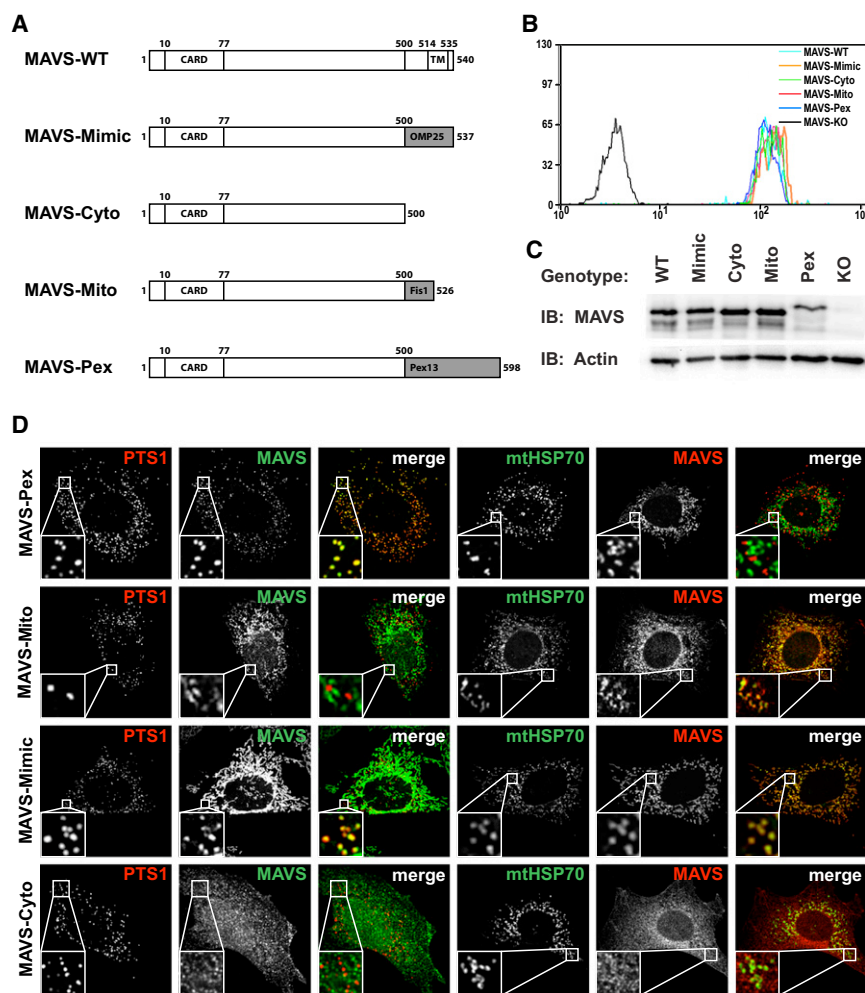 A
MAVS-WT
1
10
77
500
514
535
CARD
TM
540
MAVS-Mimic
1
10
77
500
CARD
OMP25
537
MAVS-Cyto
1
10
77
CARD
500
MAVS-Mito
1
10
77
500
CARD
Fis1
526
MAVS-Pex
1
10
77
500
CARD
Pex13
598
B
130
97
65
32
0
10⁰
10¹
10²
MAVS-WT
MAVS-Mimic
MAVS-Cyto
MAVS-Mito
MAVS-Pex
MAVS-KO
C
Genotype: WT Mimic Cyto Mito Pex KO
IB: MAVS
IB: Actin
D
MAVS-Pex
PTS1 MAVS merge mtHSP70 MAVS merge
MAVS-Mito
PTS1 MAVS merge mtHSP70 MAVS merge
MAVS-Mimic
PTS1 MAVS merge mtHSP70 MAVS merge
MAVS-Cyto
PTS1 MAVS merge mtHSP70 MAVS merge